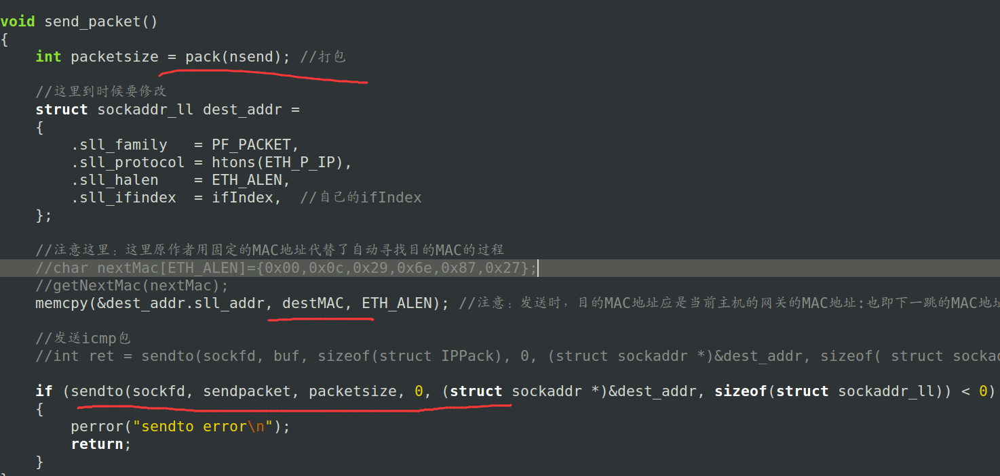 void send_packet()
{
    int packetsize = pack(nsend); //打包
    //这里到时候要修改
    struct sockaddr_ll dest_addr =
    {
        .sll_family   = PF_PACKET,
        .sll_protocol = htons(ETH_P_IP),
        .sll_halen    = ETH_ALEN,
        .sll_ifindex  = ifIndex,  //自己的ifIndex
    };
    //注意这里：这里原作者用固定的MAC地址代替了自动寻找目的MAC的过程
    //char nextMac[ETH_ALEN]={0x00,0x0c,0x29,0x6e,0x87,0x27};
    //getNextMac(nextMac);
    memcpy(&dest_addr.sll_addr, destMAC, ETH_ALEN); //注意：发送时，目的MAC地址应是当前主机的网关的MAC地址:也即下一跳的MAC地址
    //发送icmp包
    //int ret = sendto(sockfd, buf, sizeof(struct IPPack), 0, (struct sockaddr *)&dest_addr, sizeof( struct sockad
    if (sendto(sockfd, sendpacket, packetsize, 0, (struct sockaddr *)&dest_addr, sizeof(struct sockaddr_ll)) < 0)
    {
        perror("sendto error\n");
        return;
    }